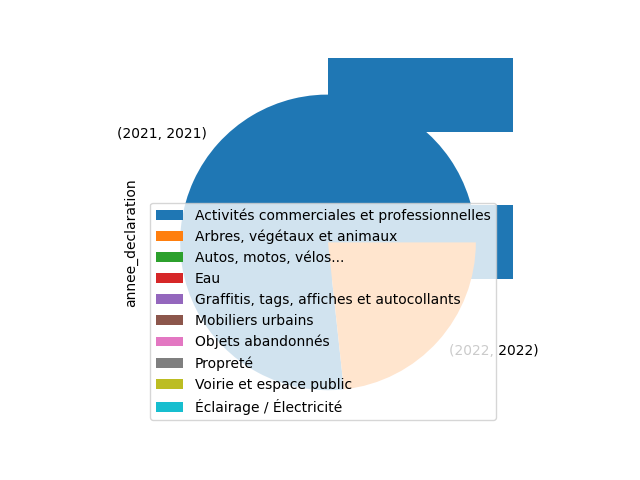 (2021, 2021)
annee_declaration
Activités commerciales et professionnelles
Arbres, végétaux et animaux
Autos, motos, vélos...
Eau
Graffitis, tags, affiches et autocollants
Mobiliers urbains
Objets abandonnés
Propreté
Voirie et espace public
Éclairage / Électricité
(2022, 2022)